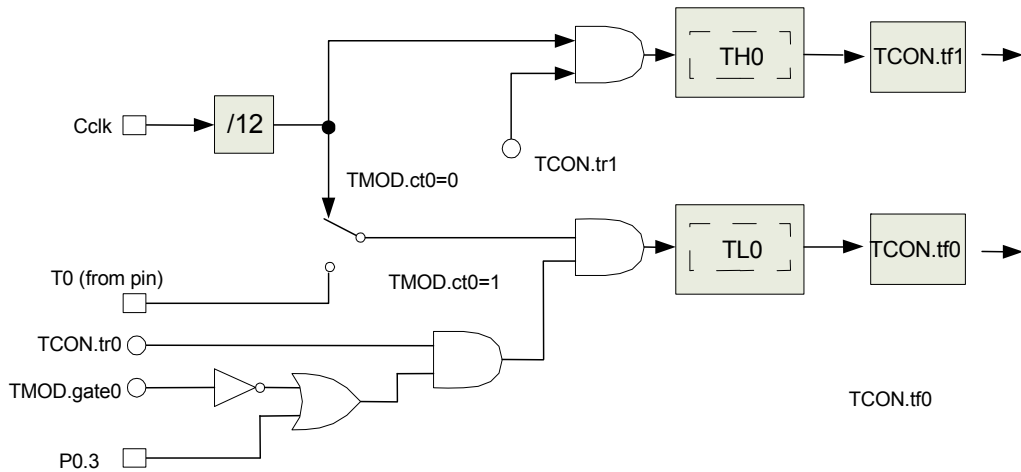 TH0
TCON.tf1
Cclk
/12
TCON.tr1
TMOD.ct0=0
TL0
TCON.tf0
T0 (from pin)
TMOD.ct0=1
TCON.tr0
TMOD.gate0
TCON.tf0
P0.3